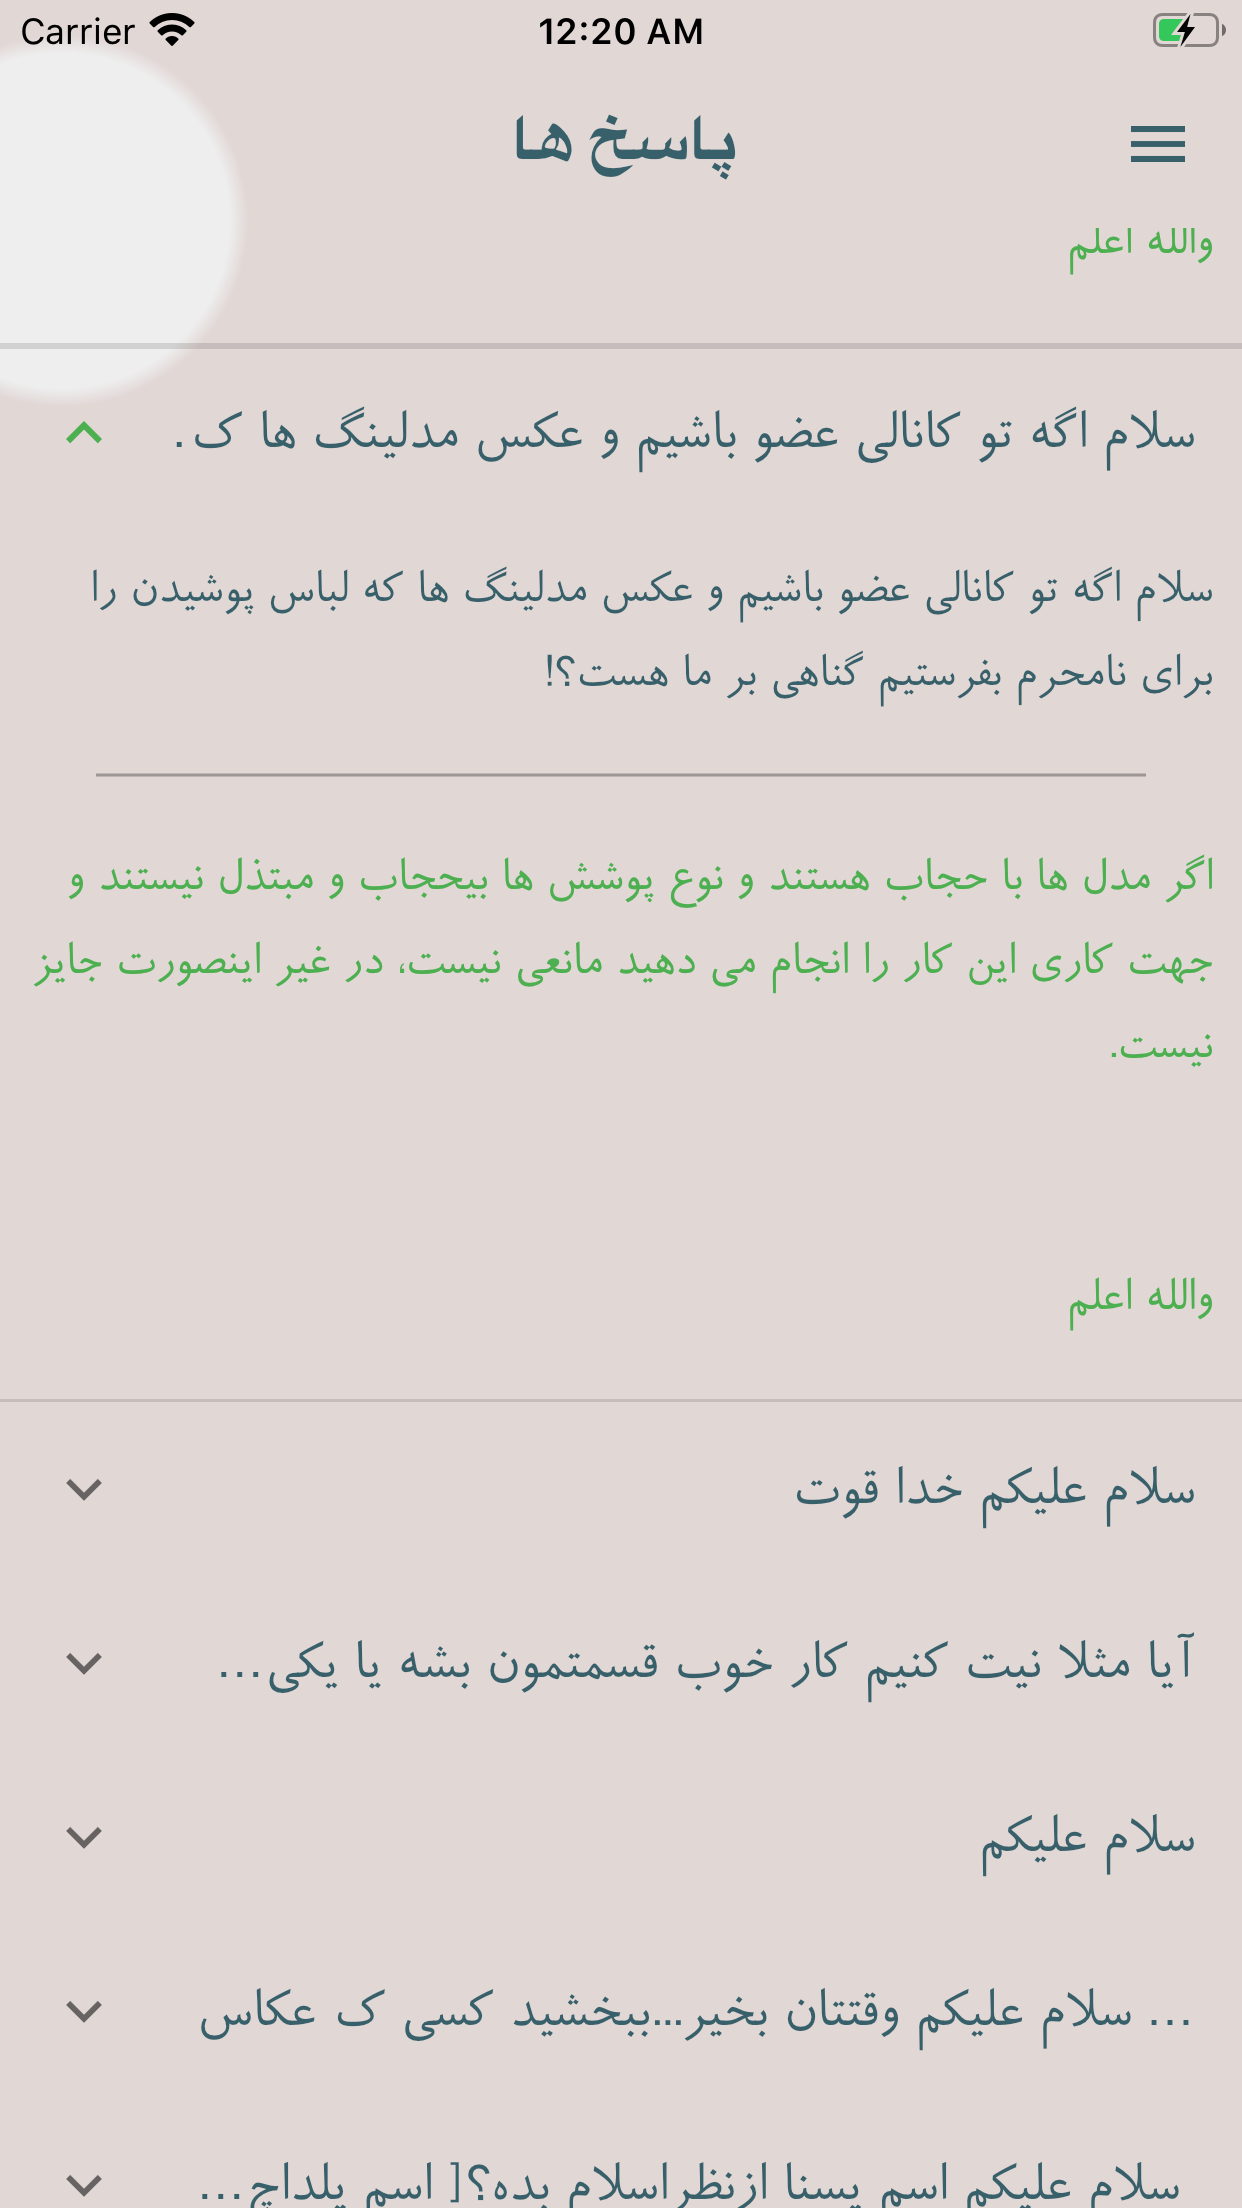 Carrier
12:20 AM
پاسخ ها
والله اعلم
سلام اگه تو کانالی عضو باشیم و عکس مدلینگ ها ک .
سلام اگه تو کانالی عضو باشیم و عکس مدلینگ ها که لباس پوشیدن را
برای نامحرم بفرستیم گناهی بر ما هست؟!
اگر مدل ها با حجاب هستند و نوع پوشش ها بیحجاب و مبتذل نیستند و
جهت کاری این کار را انجام می دهید مانعی نیست، در غیر اینصورت جایز
نیست.
والله اعلم
سلام علیکم خدا قوت
آیا مثلا نیت کنیم کار خوب قسمتمون بشه یا یکی...
سلام علیکم
... سلام علیکم وقتتان بخیر...ببخشید کسی ک عکاس
سلام علیکم اسم یسنا ازنظراسلام بده؟[ اسم یلداچ...